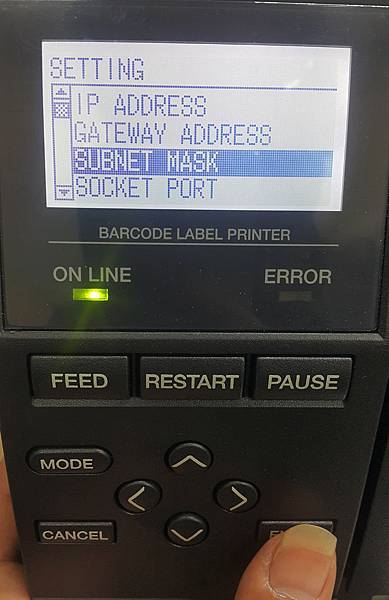 SETTING
IP ADDRESS
GATEWAY ADDRESS
SUBNET MASK
SOCKET PORT
BARCODE LABEL PRINTER
ON LINE ERROR
FEED RESTART PAUSE
MODE
CANCEL